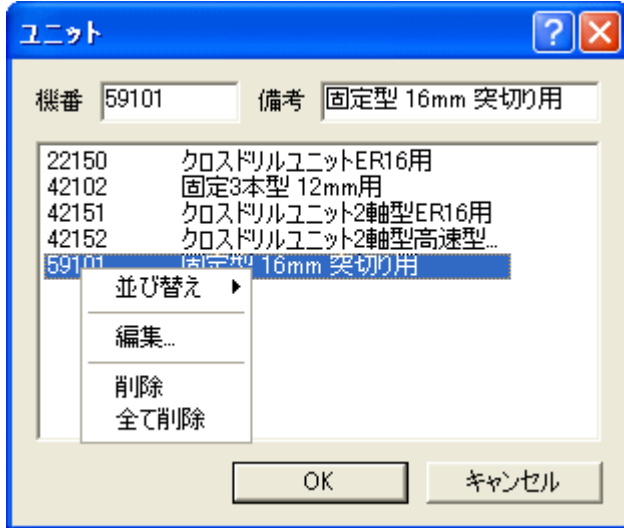 ユニット
機番 59101 備考 固定型 16mm 突切り用
22150 クロスドリルユニットER16用
42102 固定3本型 12mm用
42151 クロスドリルユニット2軸型ER16用
42152 クロスドリルユニット2軸型高速型...
59101 固定型 16mm 突切り用
並び替え
編集...
削除
全て削除
OK キャンセル